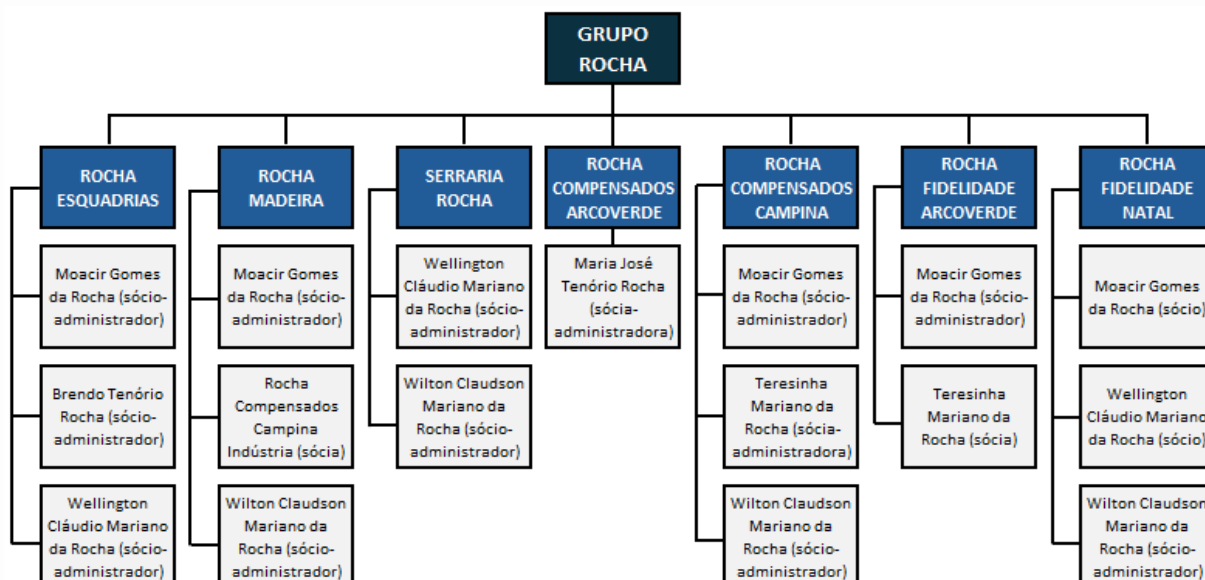 GRUPO
ROCHA
ROCHA
ESQUADRIAS
Moacir Gomes
da Rocha (sócio-
administrador)
Brendo Tenório
Rocha (sócio-
administrador)
Wellington
Cláudio Mariano
da Rocha (sócio-
administrador)
ROCHA
MADEIRA
Moacir Gomes
da Rocha (sócio-
administrador)
Rocha
Compensados
Campina
Indústria (sócia)
Wilton Claudson
Mariano da
Rocha (sócio-
administrador)
SERRARIA
ROCHA
Wellington
Cláudio Mariano
da Rocha (sócio-
administrador)
Wilton Claudson
Mariano da
Rocha (sócio-
administrador)
ROCHA
COMPENSADOS
ARCOVERDE
Maria José
Tenório Rocha
(sócia-
administradora)
ROCHA
COMPENSADOS
CAMPINA
Moacir Gomes
da Rocha (sócio-
administrador)
Teresinha
Mariano da
Rocha (sócia-
administradora)
Wilton Claudson
Mariano da
Rocha (sócio-
administrador)
ROCHA
FIDELIDADE
ARCOVERDE
Moacir Gomes
da Rocha (sócio-
administrador)
Teresinha
Mariano da
Rocha (sócia)
ROCHA
FIDELIDADE
NATAL
Moacir Gomes
da Rocha (sócio)
Wellington
Cláudio Mariano
da Rocha (sócio)
Wilton Claudson
Mariano da
Rocha (sócio-
administrador)